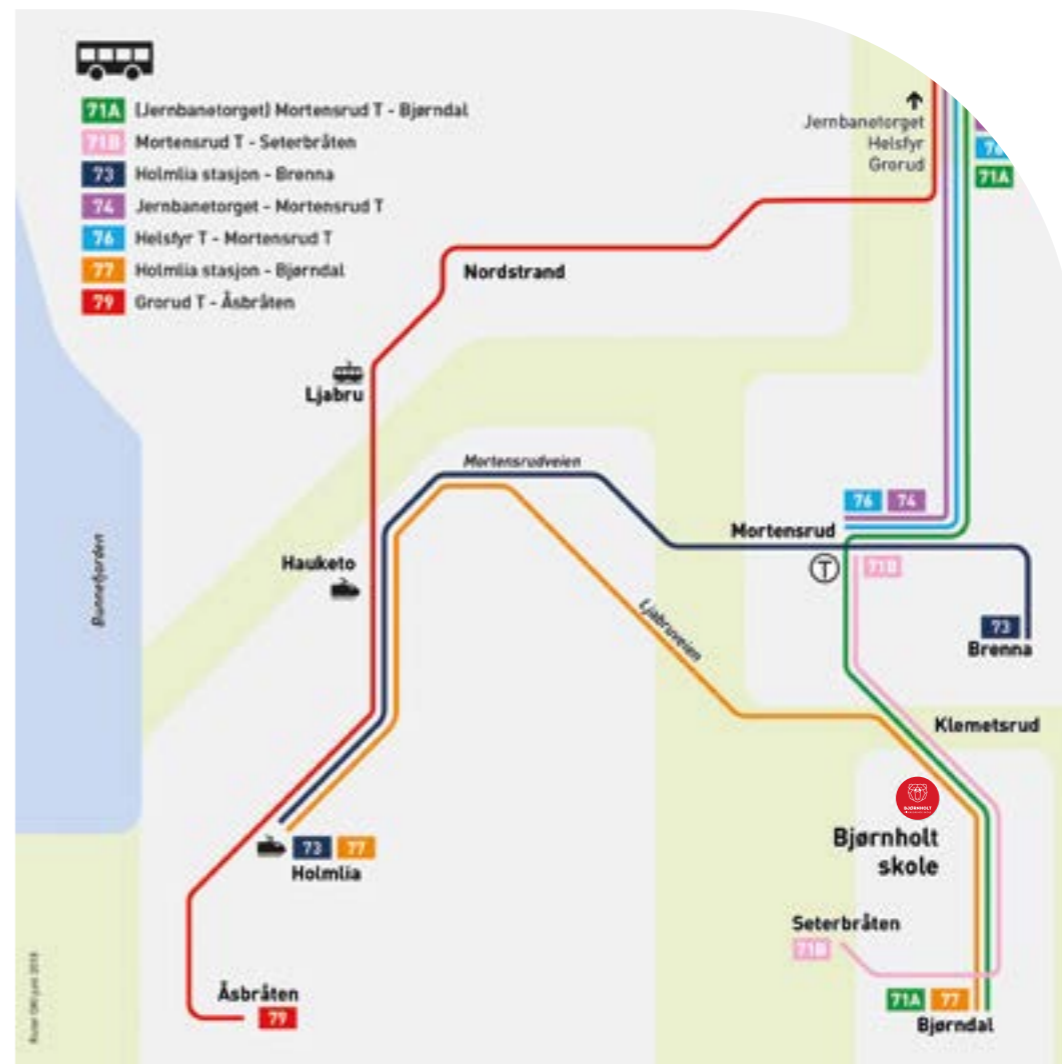 71A (Jernbanetorget) Mortensrud T - Bjørndal
71B Mortensrud T - Seterbråten
73 Holmlia stasjon - Brenna
74 Jernbanetorget - Mortensrud T
76 Helsfyr T - Mortensrud T
77 Holmlia stasjon - Bjørndal
79 Grorud T - Åsbråten
Jernbanetorget
Helsfyr
Grorud
76
71A
Nordstrand
Ljabru
Mortensrudveien
76 74
Mortensrud
T
71B
Hauketo
Bunnefjorden
Ljabruveien
73
Brenna
Klemetsrud
BJØRNHOLT
Bjørnholt
skole
73 77
Holmlia
Seterbråten
71B
Åsbråten
79
71A 77
Bjørndal